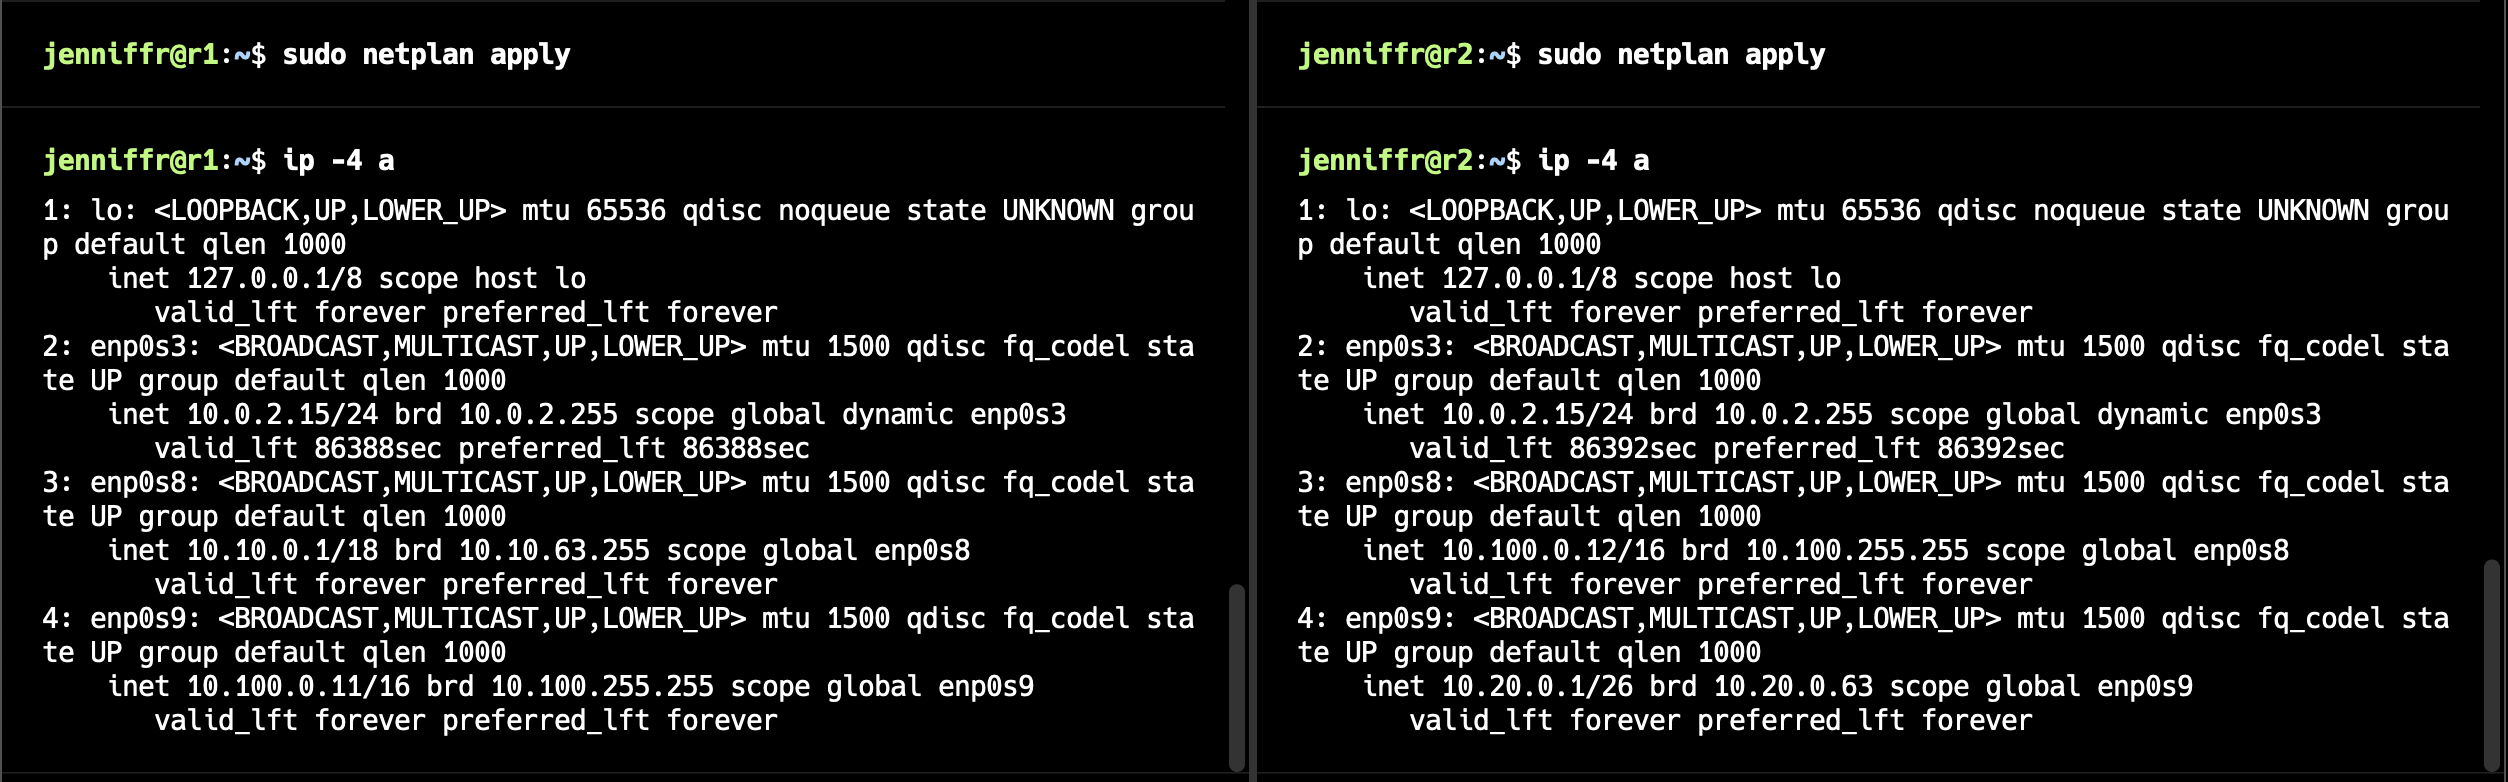 jenniffr@r1:~$ sudo netplan apply
jenniffr@r1:~$ ip -4 a
1: lo: <LOOPBACK,UP,LOWER_UP> mtu 65536 qdisc noqueue state UNKNOWN grou
p default qlen 1000
    inet 127.0.0.1/8 scope host lo
       valid_lft forever preferred_lft forever
2: enp0s3: <BROADCAST,MULTICAST,UP,LOWER_UP> mtu 1500 qdisc fq_codel sta
te UP group default qlen 1000
    inet 10.0.2.15/24 brd 10.0.2.255 scope global dynamic enp0s3
       valid_lft 86388sec preferred_lft 86388sec
3: enp0s8: <BROADCAST,MULTICAST,UP,LOWER_UP> mtu 1500 qdisc fq_codel sta
te UP group default qlen 1000
    inet 10.10.0.1/18 brd 10.10.63.255 scope global enp0s8
       valid_lft forever preferred_lft forever
4: enp0s9: <BROADCAST,MULTICAST,UP,LOWER_UP> mtu 1500 qdisc fq_codel sta
te UP group default qlen 1000
    inet 10.100.0.11/16 brd 10.100.255.255 scope global enp0s9
       valid_lft forever preferred_lft forever
jenniffr@r2:~$ sudo netplan apply
jenniffr@r2:~$ ip -4 a
1: lo: <LOOPBACK,UP,LOWER_UP> mtu 65536 qdisc noqueue state UNKNOWN grou
p default qlen 1000
    inet 127.0.0.1/8 scope host lo
       valid_lft forever preferred_lft forever
2: enp0s3: <BROADCAST,MULTICAST,UP,LOWER_UP> mtu 1500 qdisc fq_codel sta
te UP group default qlen 1000
    inet 10.0.2.15/24 brd 10.0.2.255 scope global dynamic enp0s3
       valid_lft 86392sec preferred_lft 86392sec
3: enp0s8: <BROADCAST,MULTICAST,UP,LOWER_UP> mtu 1500 qdisc fq_codel sta
te UP group default qlen 1000
    inet 10.100.0.12/16 brd 10.100.255.255 scope global enp0s8
       valid_lft forever preferred_lft forever
4: enp0s9: <BROADCAST,MULTICAST,UP,LOWER_UP> mtu 1500 qdisc fq_codel sta
te UP group default qlen 1000
    inet 10.20.0.1/26 brd 10.20.0.63 scope global enp0s9
       valid_lft forever preferred_lft forever